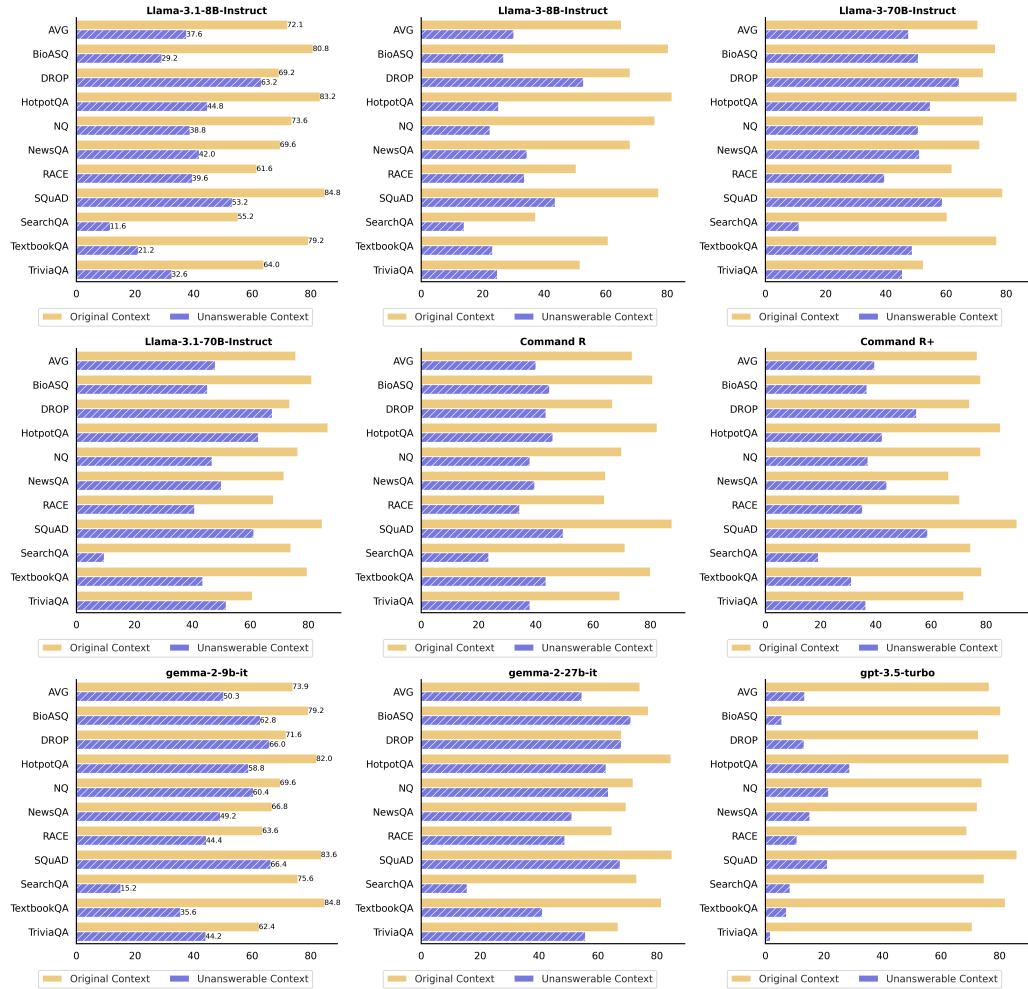 Llama-3.1-8B-Instruct
AVG 72.1
37.6
BioASQ 80.8
29.2
DROP 69.2
63.2
HotpotQA 83.2
44.8
NQ 73.6
38.8
NewsQA 69.6
42.0
RACE 61.6
39.6
SQuAD 84.8
53.2
SearchQA 55.2
11.6
TextbookQA 79.2
21.2
TriviaQA 64.0
32.6
0 20 40 60 80
Original Context Unanswerable Context
Llama-3-8B-Instruct
AVG
BioASQ
DROP
HotpotQA
NQ
NewsQA
RACE
SQuAD
SearchQA
TextbookQA
TriviaQA
0 20 40 60 80
Original Context Unanswerable Context
Llama-3-70B-Instruct
AVG
BioASQ
DROP
HotpotQA
NQ
NewsQA
RACE
SQuAD
SearchQA
TextbookQA
TriviaQA
0 20 40 60 80
Original Context Unanswerable Context
Llama-3.1-70B-Instruct
AVG
BioASQ
DROP
HotpotQA
NQ
NewsQA
RACE
SQuAD
SearchQA
TextbookQA
TriviaQA
0 20 40 60 80
Original Context Unanswerable Context
Command R
AVG
BioASQ
DROP
HotpotQA
NQ
NewsQA
RACE
SQuAD
SearchQA
TextbookQA
TriviaQA
0 20 40 60 80
Original Context Unanswerable Context
Command R+
AVG
BioASQ
DROP
HotpotQA
NQ
NewsQA
RACE
SQuAD
SearchQA
TextbookQA
TriviaQA
0 20 40 60 80
Original Context Unanswerable Context
gemma-2-9b-it
AVG 73.9
50.3
BioASQ 79.2
62.8
DROP 71.6
66.0
HotpotQA 82.0
58.8
NQ 69.6
60.4
NewsQA 66.8
49.2
RACE 63.6
44.4
SQuAD 83.6
66.4
SearchQA 75.6
15.2
TextbookQA 84.8
35.6
TriviaQA 62.4
44.2
0 20 40 60 80
Original Context Unanswerable Context
gemma-2-27b-it
AVG
BioASQ
DROP
HotpotQA
NQ
NewsQA
RACE
SQuAD
SearchQA
TextbookQA
TriviaQA
0 20 40 60 80
Original Context Unanswerable Context
gpt-3.5-turbo
AVG
BioASQ
DROP
HotpotQA
NQ
NewsQA
RACE
SQuAD
SearchQA
TextbookQA
TriviaQA
0 20 40 60 80
Original Context Unanswerable Context